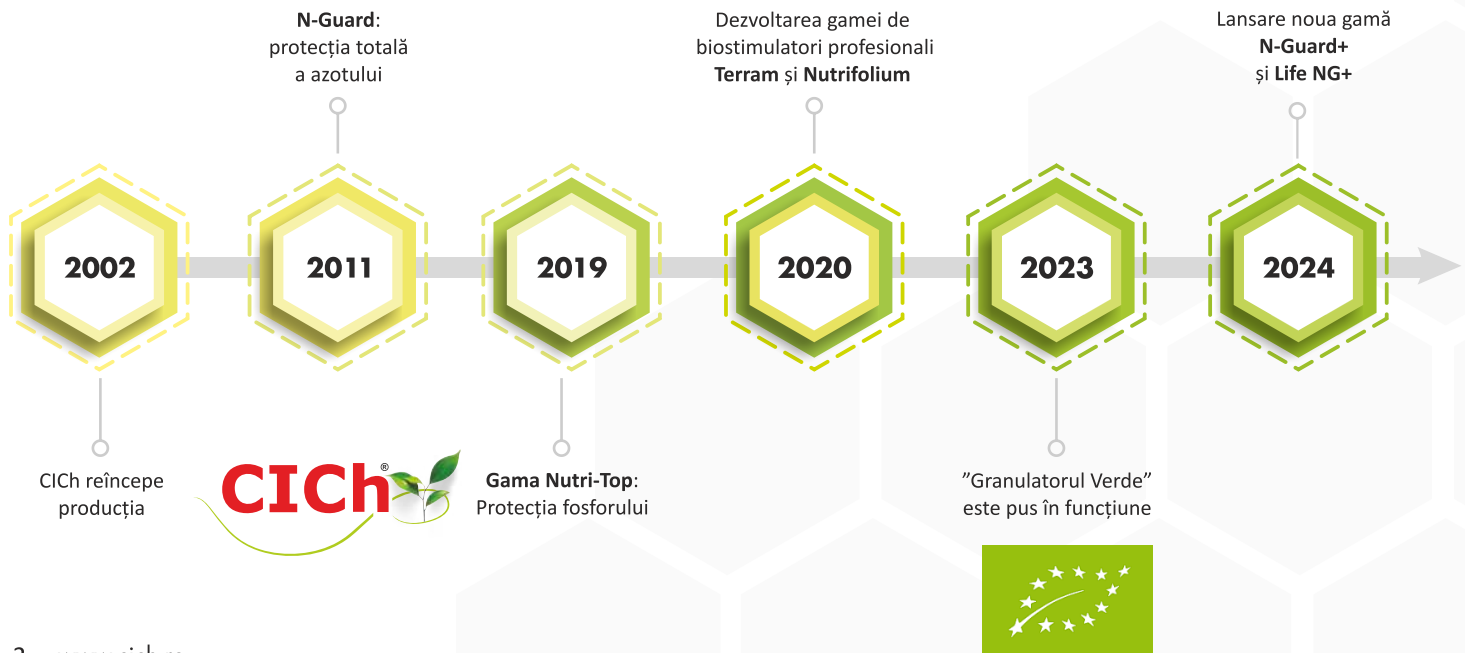 N-Guard:
protecția totală
a azotului
Dezvoltarea gamei de
biostimulatori profesionali
Terram și Nutrifolium
Lansare noua gamă
N-Guard+
și Life NG+
2002
2011
2019
2020
2023
2024
CICh reîncepe
producția
CICh®
Gama Nutri-Top:
Protecția fosforului
”Granulatorul Verde”
este pus în funcțiune